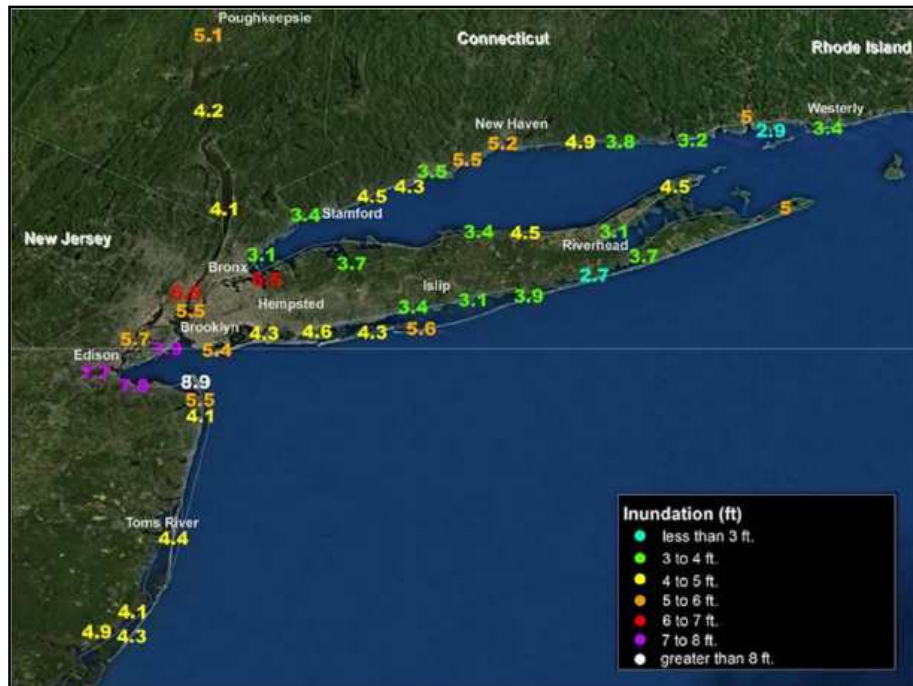 Poughkeepsie
5.1
Connecticut
Rhode Island
4.2
Westerly
5
2.9
3.4
New Haven
5.2
4.9
3.8
3.2
5.5
3.5
4.3
4.5
4.5
4.1
3.4
Stamford
5
New Jersey
3.4
4.5
3.1
Riverhead
3.1
3.7
3.7
Bronx
2.7
Islip
Hempsted
3.4
3.1
3.9
5.5
Brooklyn
4.3
4.6
4.3
5.6
5.7
5.4
Edison
8.9
5.5
4.1
Toms River
4.4
4.1
4.9
4.3
Inundation (ft)
less than 3 ft.
3 to 4 ft.
4 to 5 ft.
5 to 6 ft.
6 to 7 ft.
7 to 8 ft.
greater than 8 ft.